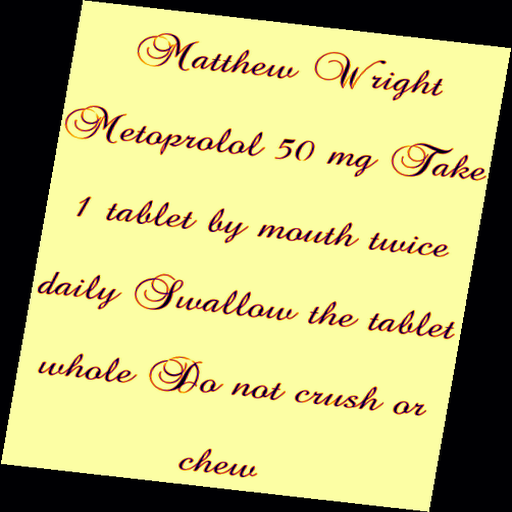 Matthew Wright
Metoprolol 50 mg Take
1 tablet by mouth twice
daily Swallow the tablet
whole Do not crush or
chew